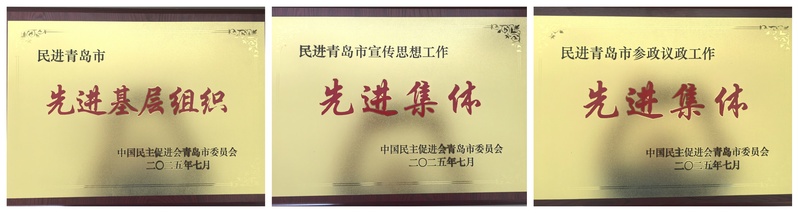 民进青岛市
先进基层组织
中国民主促进会青岛市委员会
二〇二五年七月
民进青岛市宣传思想工作
先进集体
中国民主促进会青岛市委员会
二〇二五年七月
民进青岛市参政议政工作
先进集体
中国民主促进会青岛市委员会
二〇二五年七月